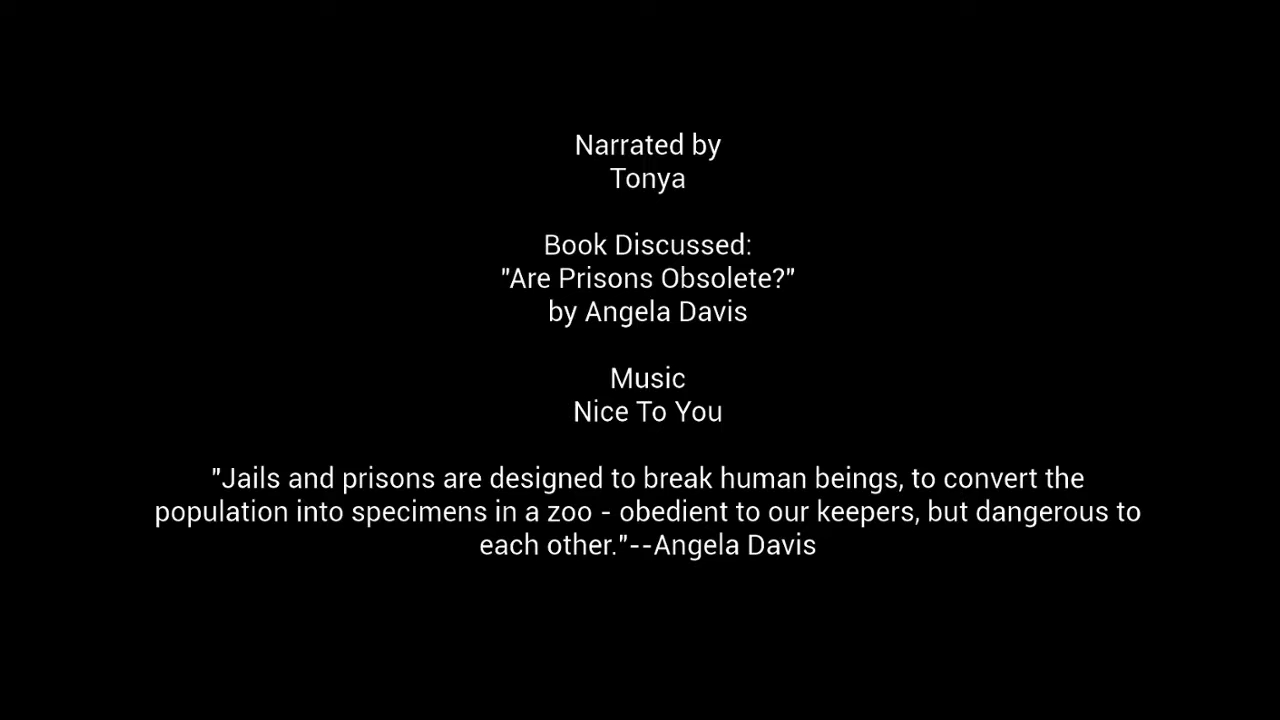 Narrated by
Tonya
Book Discussed:
"Are Prisons Obsolete?"
by Angela Davis
Music
Nice To You
"Jails and prisons are designed to break human beings, to convert the
population into specimens in a zoo - obedient to our keepers, but dangerous to
each other."--Angela Davis